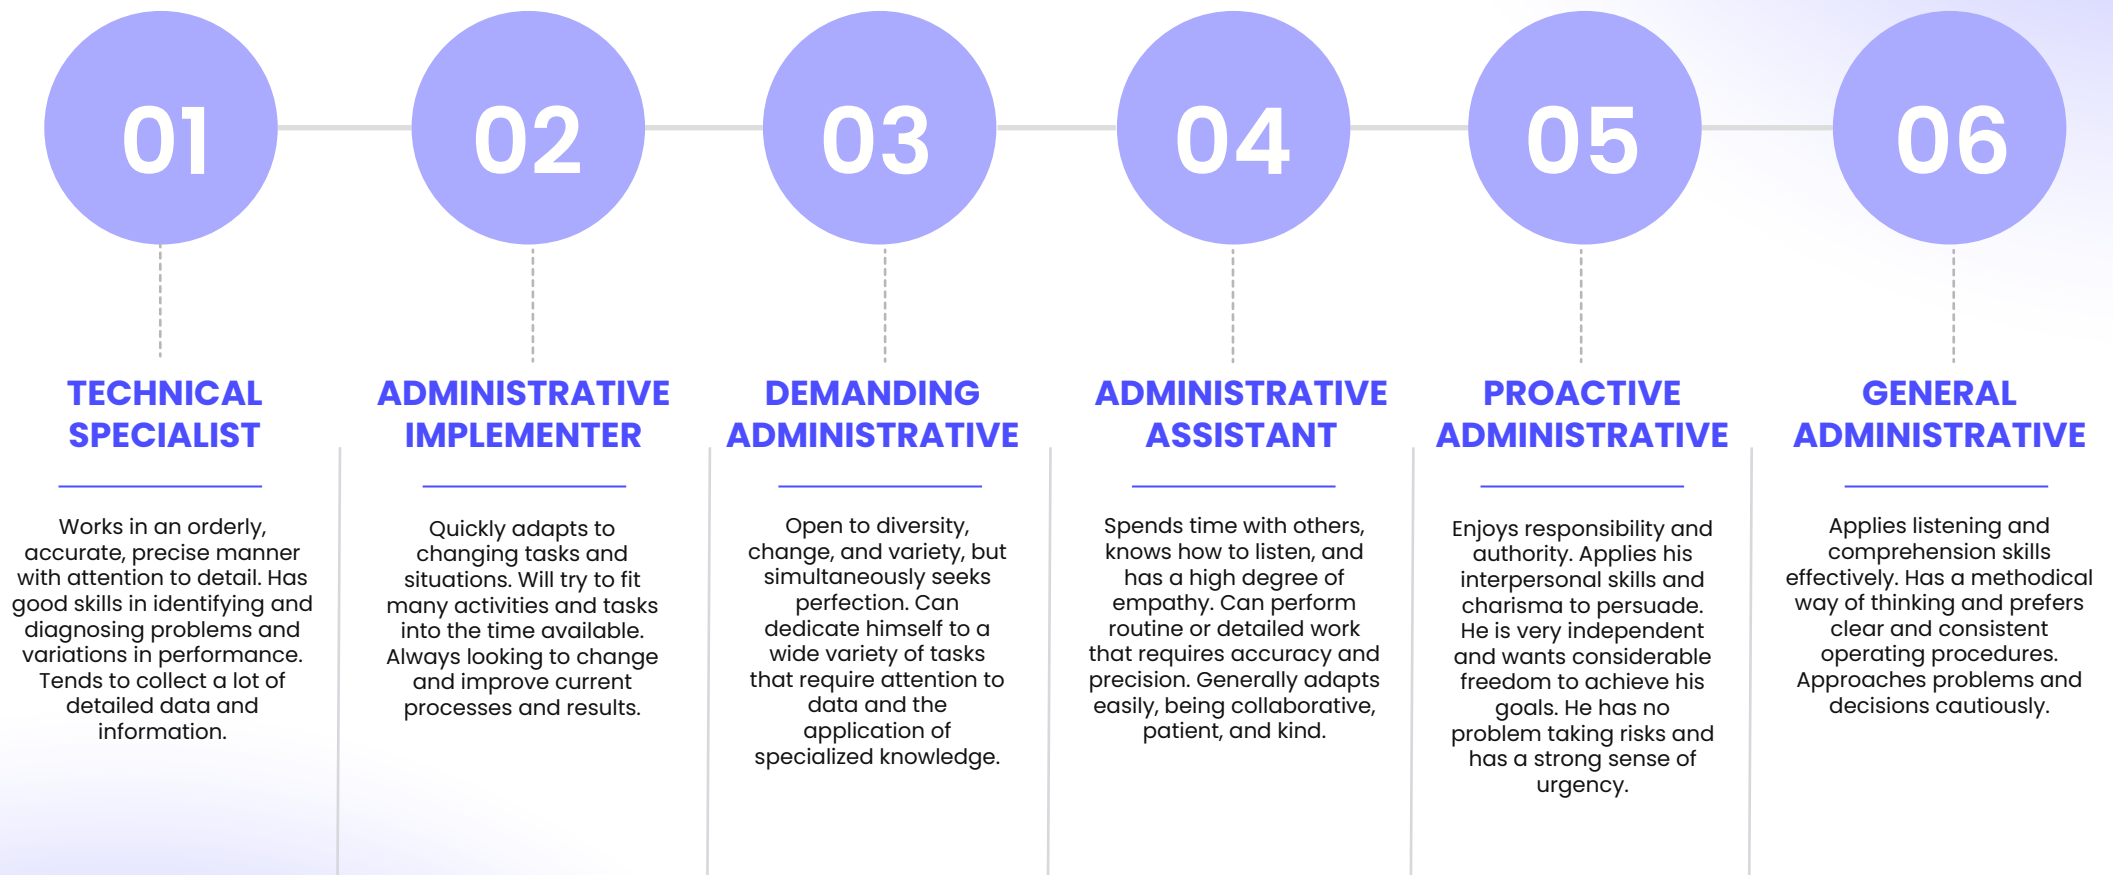 01
TECHNICAL
SPECIALIST
Works in an orderly,
accurate, precise manner
with attention to detail. Has
good skills in identifying and
diagnosing problems and
variations in performance.
Tends to collect a lot of
detailed data and
information.
02
ADMINISTRATIVE
IMPLEMENTER
Quickly adapts to
changing tasks and
situations. Will try to fit
many activities and tasks
into the time available.
Always looking to change
and improve current
processes and results.
03
DEMANDING
ADMINISTRATIVE
Open to diversity,
change, and variety, but
simultaneously seeks
perfection. Can
dedicate himself to a
wide variety of tasks
that require attention to
data and the
application of
specialized knowledge.
04
ADMINISTRATIVE
ASSISTANT
Spends time with others,
knows how to listen, and
has a high degree of
empathy. Can perform
routine or detailed work
that requires accuracy and
precision. Generally adapts
easily, being collaborative,
patient, and kind.
05
PROACTIVE
ADMINISTRATIVE
Enjoys responsibility and
authority. Applies his
interpersonal skills and
charisma to persuade.
He is very independent
and wants considerable
freedom to achieve his
goals. He has no
problem taking risks and
has a strong sense of
urgency.
06
GENERAL
ADMINISTRATIVE
Applies listening and
comprehension skills
effectively. Has a methodical
way of thinking and prefers
clear and consistent
operating procedures.
Approaches problems and
decisions cautiously.